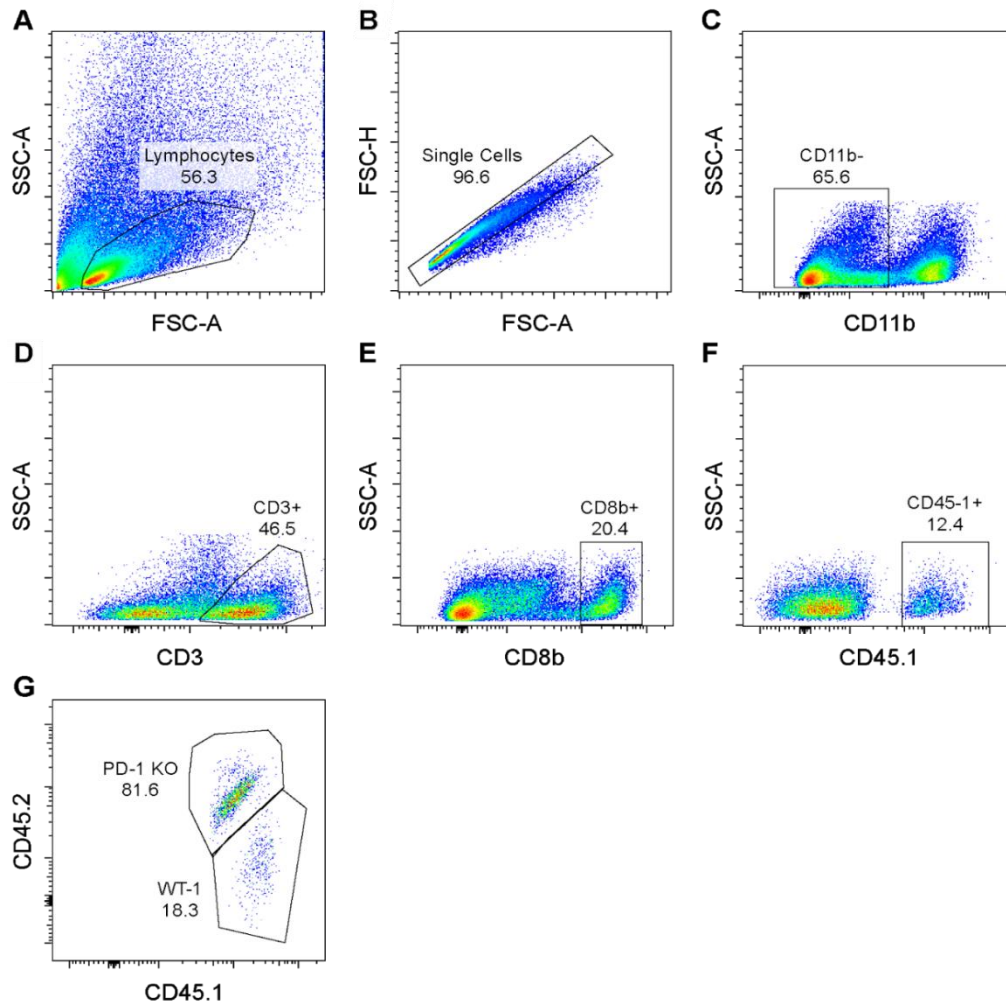 A
SSC-A
Lymphocytes
56.3
FSC-A
B
FSC-H
Single Cells
96.6
FSC-A
C
SSC-A
CD11b-
65.6
CD11b
D
SSC-A
CD3+
46.5
CD3
E
SSC-A
CD8b+
20.4
CD8b
F
SSC-A
CD45-1+
12.4
CD45.1
G
CD45.2
PD-1 KO
81.6
WT-1
18.3
CD45.1